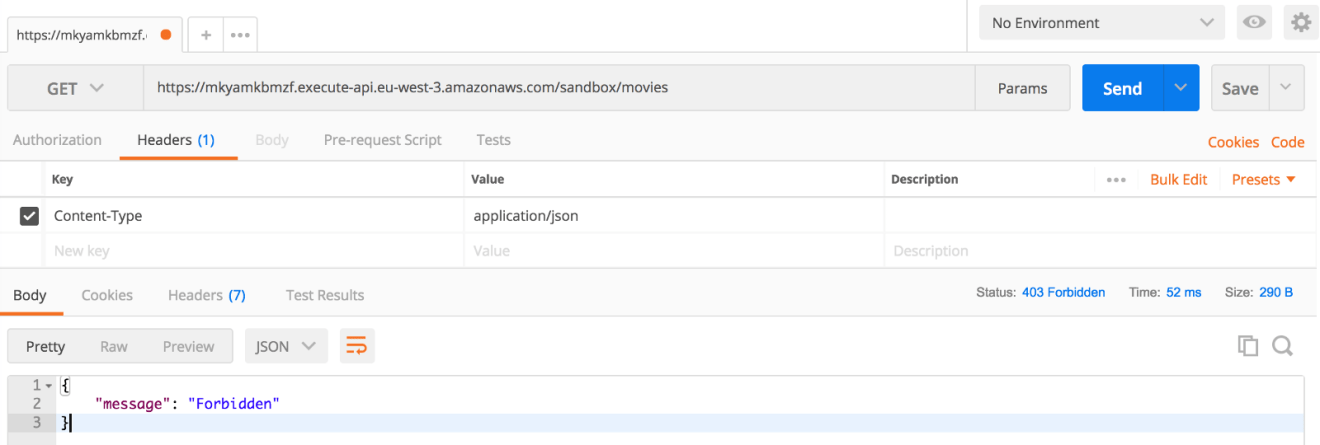 https://mkyamkbmzf.
+
No Environment
GET
https://mkyamkbmzf.execute-api.eu-west-3.amazonaws.com/sandbox/movies
Params
Send
Save
Authorization Headers (1) Body Pre-request Script Tests
Cookies Code
Key Value Description
Bulk Edit Presets
Content-Type application/json
New key Value Description
Body Cookies Headers (7) Test Results
Status: 403 Forbidden Time: 52 ms Size: 290 B
Pretty Raw Preview JSON
1 {
2 "message": "Forbidden"
3 }